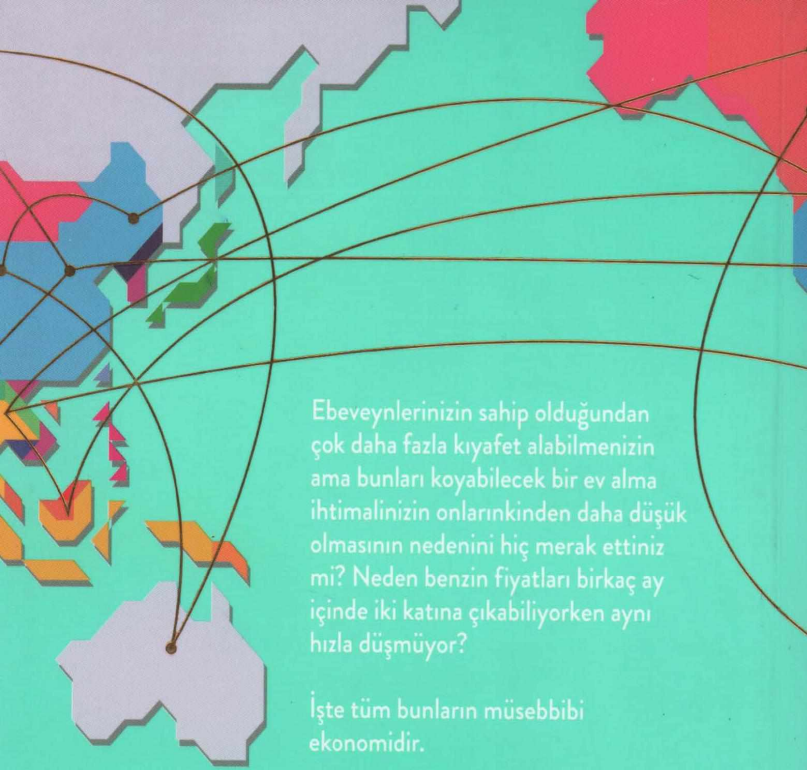 Ebeveynlerinizin sahip olduğundan
çok daha fazla kıyafet alabilmenizin
ama bunları koyabilecek bir ev alma
ihtimalinizin onlarınkinden daha düşük
olmasının nedenini hiç merak ettiniz
mi? Neden benzin fiyatları birkaç ay
içinde iki katına çıkabiliyorken aynı
hızla düşmüyor?
İşte tüm bunların müsebbibi
ekonomidir.